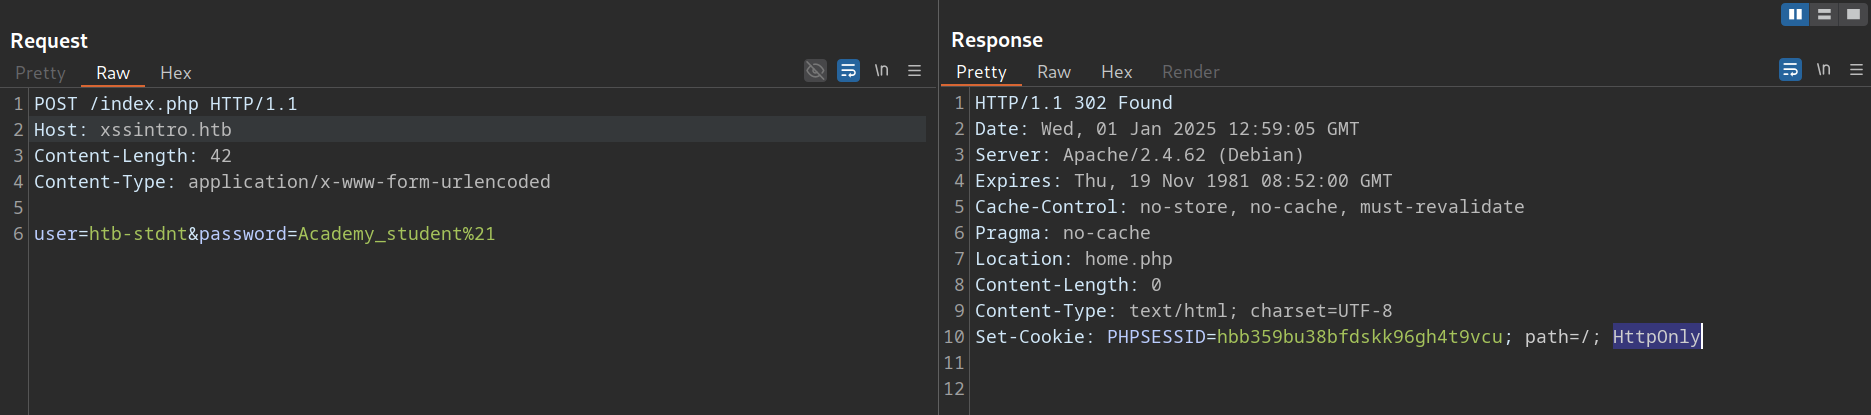 Request
Pretty Raw Hex \n
1 POST /index.php HTTP/1.1
2 Host: xssintro.htb
3 Content-Length: 42
4 Content-Type: application/x-www-form-urlencoded
5
6 user=htb-stdnt&password=Academy_student%21
Response
Pretty Raw Hex Render \n
1 HTTP/1.1 302 Found
2 Date: Wed, 01 Jan 2025 12:59:05 GMT
3 Server: Apache/2.4.62 (Debian)
4 Expires: Thu, 19 Nov 1981 08:52:00 GMT
5 Cache-Control: no-store, no-cache, must-revalidate
6 Pragma: no-cache
7 Location: home.php
8 Content-Length: 0
9 Content-Type: text/html; charset=UTF-8
10 Set-Cookie: PHPSESSID=hbb359bu38bfdskk96gh4t9vcu; path=/; HttpOnly
11
12